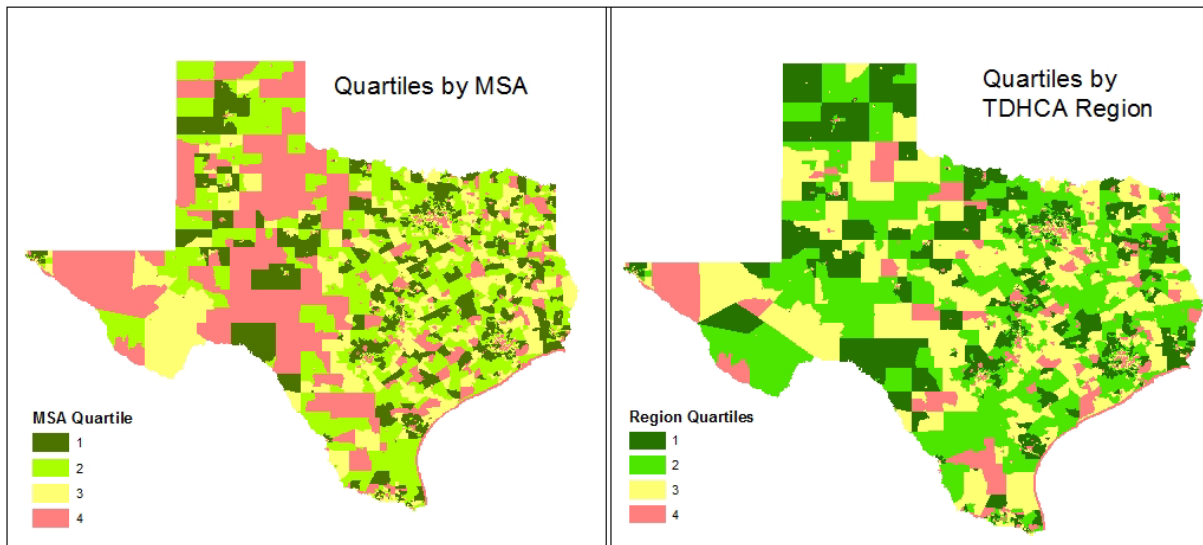 Quartiles by MSA
MSA Quartile
1
2
3
4
Quartiles by
TDHCA Region
Region Quartiles
1
2
3
4